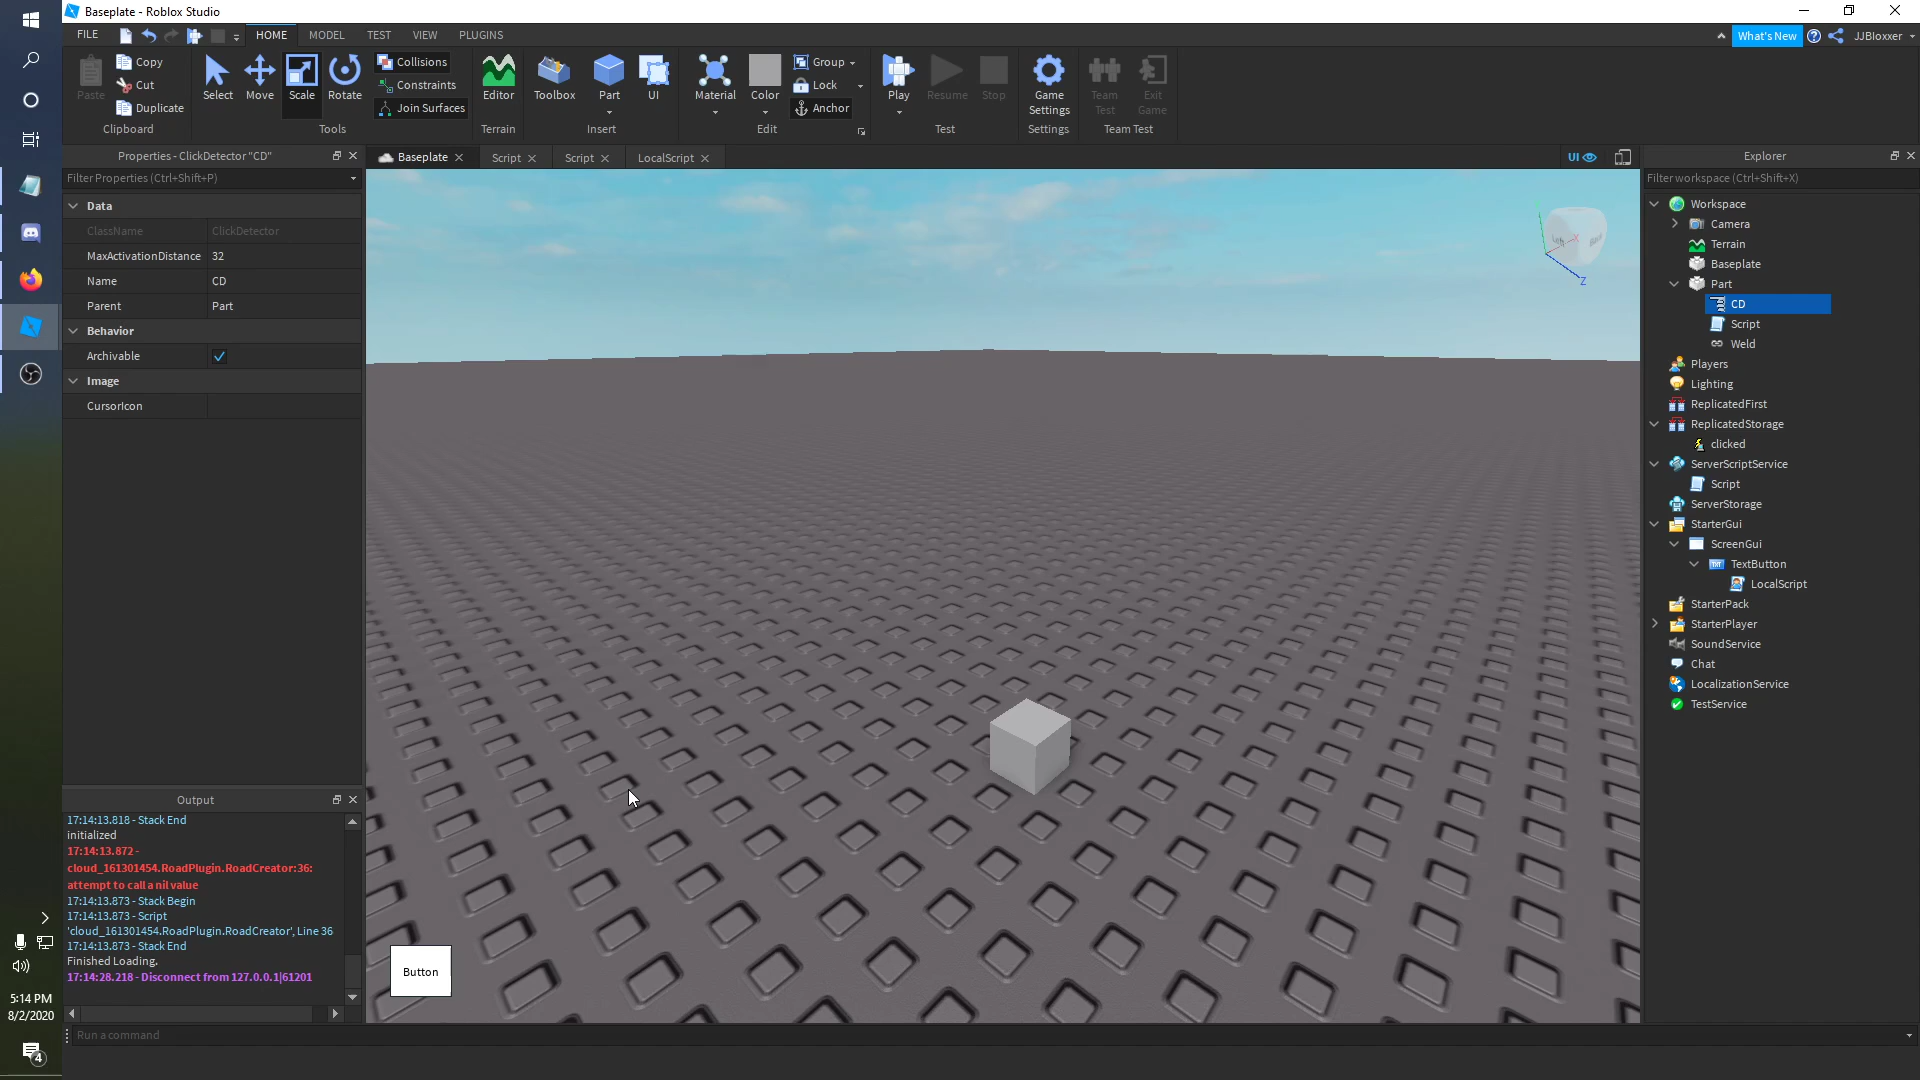 Baseplate - Roblox Studio
FILE
HOME
MODEL
TEST
VIEW
PLUGINS
What's New
JJBloxxer
Paste
Copy
Cut
Duplicate
Clipboard
Select
Move
Scale
Rotate
Collisions
Constraints
Join Surfaces
Tools
Editor
Terrain
Toolbox
Part
UI
Insert
Material
Color
Group
Lock
Anchor
Edit
Play
Resume
Stop
Test
Game
Settings
Settings
Team
Test
Exit
Game
Team Test
Properties - ClickDetector "CD"
Filter Properties (Ctrl+Shift+P)
Data
ClassName ClickDetector
MaxActivationDistance 32
Name CD
Parent Part
Behavior
Archivable
Image
CursorIcon
Baseplate
Script
Script
LocalScript
UI
Left
Back
X
Z
Button
Explorer
Filter workspace (Ctrl+Shift+X)
Workspace
Camera
Terrain
Baseplate
Part
CD
Script
Weld
Players
Lighting
ReplicatedFirst
ReplicatedStorage
clicked
ServerScriptService
Script
ServerStorage
StarterGui
ScreenGui
TextButton
LocalScript
StarterPack
StarterPlayer
SoundService
Chat
LocalizationService
TestService
Output
17:14:13.818 - Stack End
initialized
17:14:13.872 -
cloud_161301454.RoadPlugin.RoadCreator:36:
attempt to call a nil value
17:14:13.873 - Stack Begin
17:14:13.873 - Script
'cloud_161301454.RoadPlugin.RoadCreator', Line 36
17:14:13.873 - Stack End
Finished Loading.
17:14:28.218 - Disconnect from 127.0.0.1|61201
Run a command
5:14 PM
8/2/2020
4